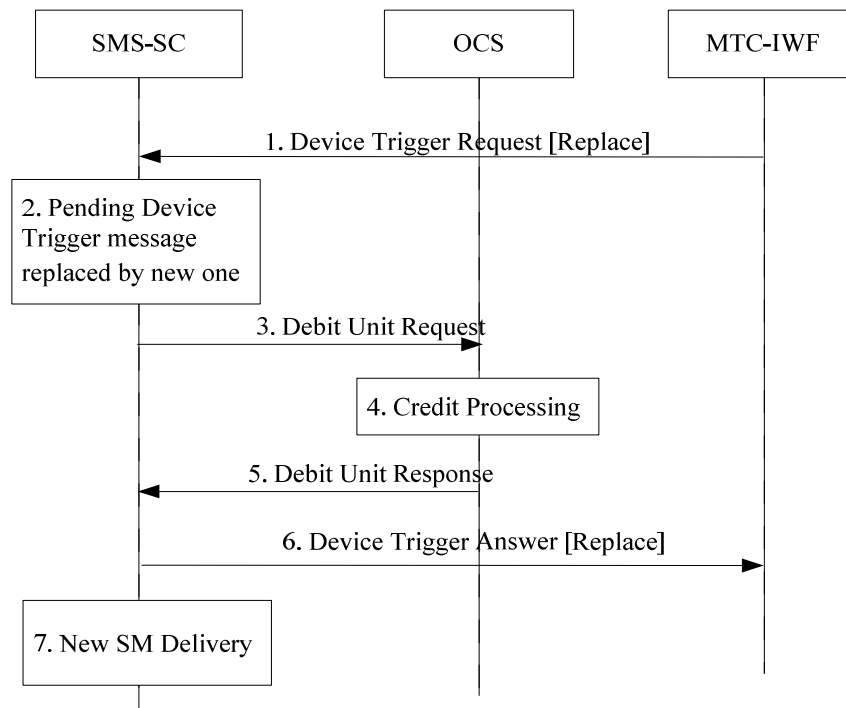 SMS-SC
OCS
MTC-IWF
1. Device Trigger Request [Replace]
2. Pending Device
Trigger message
replaced by new one
3. Debit Unit Request
4. Credit Processing
5. Debit Unit Response
6. Device Trigger Answer [Replace]
7. New SM Delivery